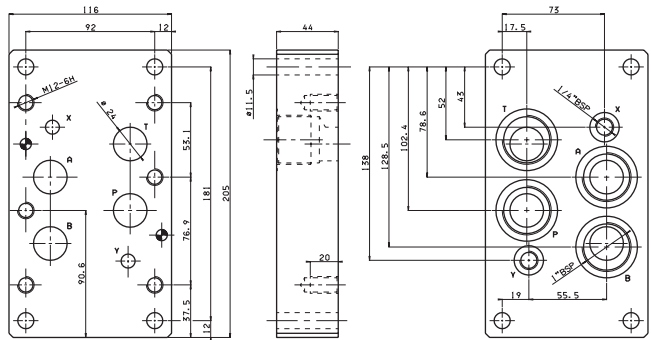 116
92
12
M12-6H
ø 24
X
T
A
P
B
Y
53.1
76.9
37.5
12
181
205
90.6
44
ø11.5
20
73
17.5
1/4"BSP
T
X
A
P
Y
B
43
52
78.6
102.4
128.5
138
1"BSP
19
55.5